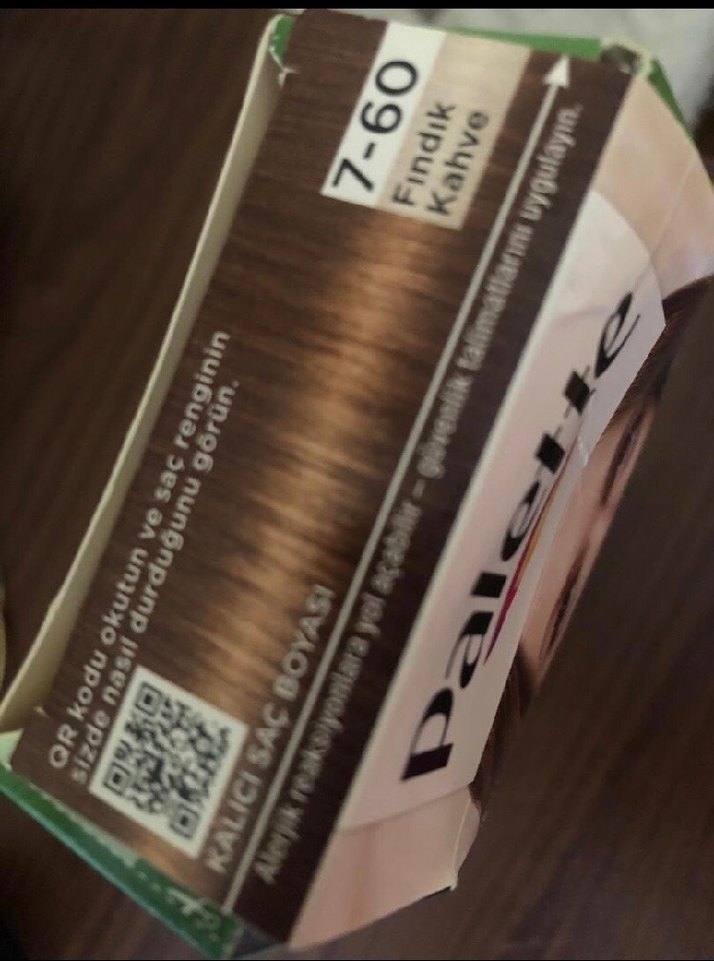 7-60
Fındık
Kahve
QR kodu okutun ve saç renginin
sizde nasıl durduğunu görün.
KALICI SAÇ BOYASI
Alerjik reaksiyonlara yol açabilir – güvenlik talimatlarını uygulayın.
palette